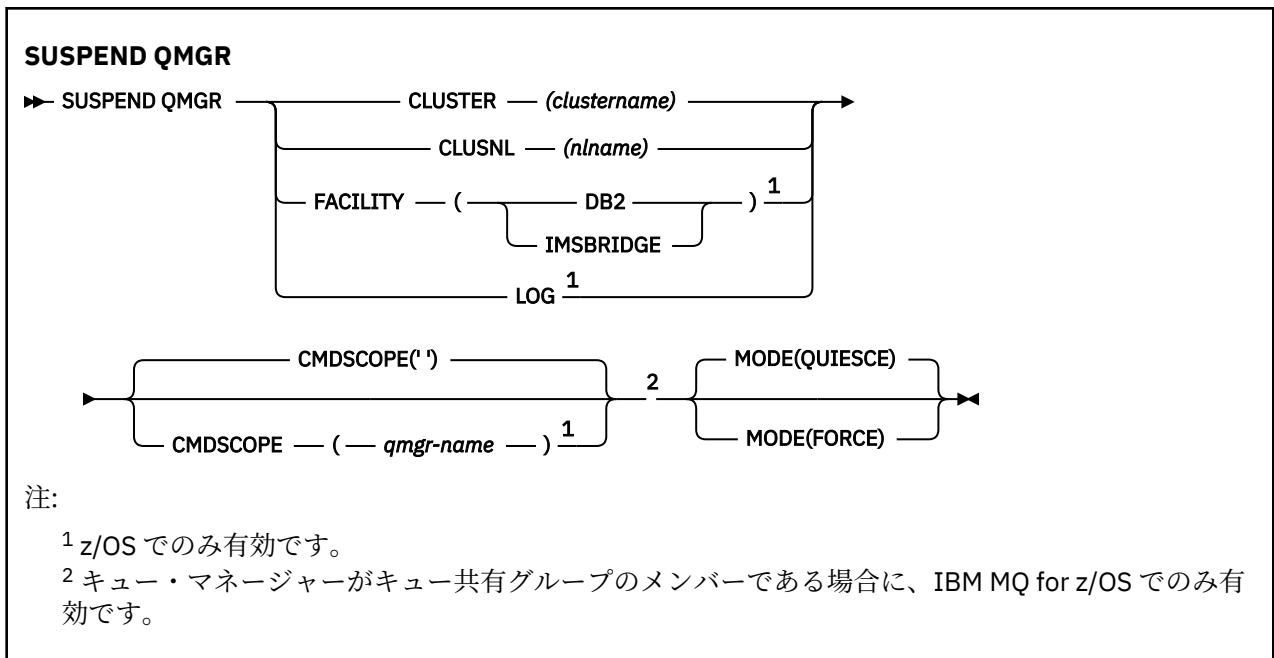 SUSPEND QMGR
SUSPEND QMGR CLUSTER (clustername)
CLUSNL (nlname)
FACILITY ( DB2 ) 1
IMSBRIDGE
LOG 1
CMDSCOPE(' ') 2 MODE(QUIESCE)
CMDSCOPE ( qmgr-name ) 1 MODE(FORCE)
注:
1 z/OS でのみ有効です。
2 キュー・マネージャーがキュー共有グループのメンバーである場合に、IBM MQ for z/OS でのみ有
効です。